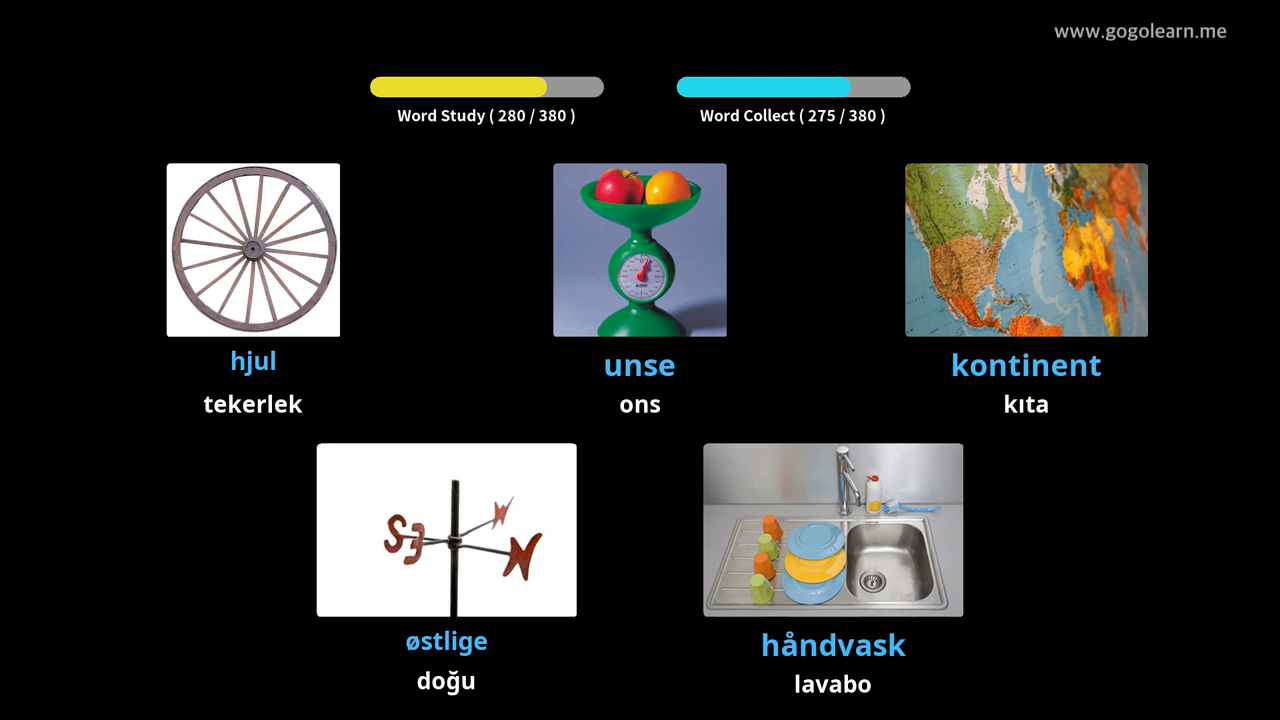 www.gogolearn.me
Word Study ( 280 / 380 )
Word Collect ( 275 / 380 )
hjul
unse
kontinent
tekerlek
ons
kıta
S
E
N
østlige
håndvask
doğu
lavabo